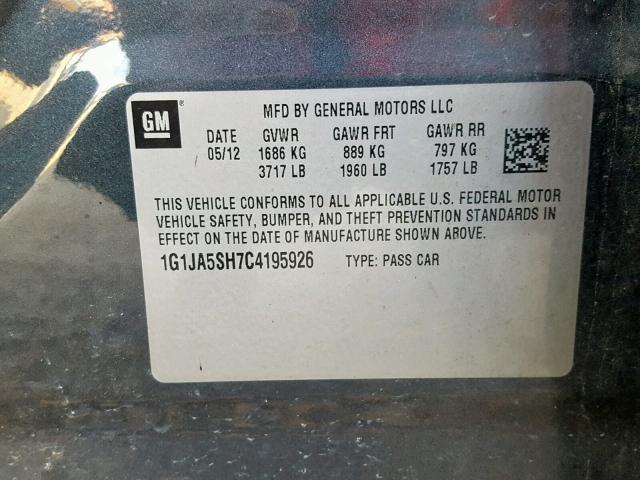 GM ®
MFD BY GENERAL MOTORS LLC
DATE GVWR GAWR FRT GAWR RR
05/12 1686 KG 889 KG 797 KG
3717 LB 1960 LB 1757 LB
THIS VEHICLE CONFORMS TO ALL APPLICABLE U.S. FEDERAL MOTOR
VEHICLE SAFETY, BUMPER, AND THEFT PREVENTION STANDARDS IN
EFFECT ON THE DATE OF MANUFACTURE SHOWN ABOVE.
1G1JA5SH7C4195926 TYPE: PASS CAR